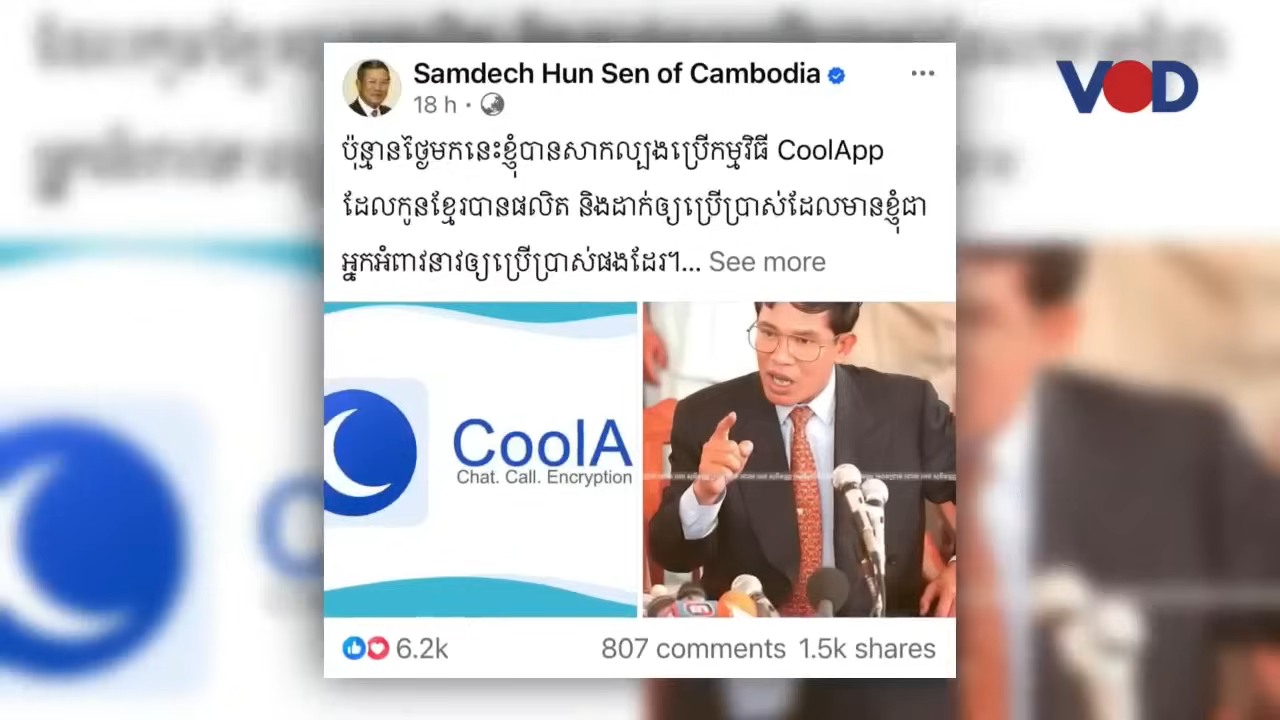 VOD
Samdech Hun Sen of Cambodia
18 h
ប៉ុន្មានថ្ងៃមកនេះខ្ញុំបានសាកល្បងប្រើកម្មវិធី CoolApp
ដែលកូនខ្មែរបានផលិត និងដាក់ឲ្យប្រើប្រាស់ដែលមានខ្ញុំជា
អ្នកអំពាវនាវឲ្យប្រើប្រាស់ផងដែរ។... See more
CoolA
Chat. Call. Encryption
6.2k 807 comments 1.5k shares